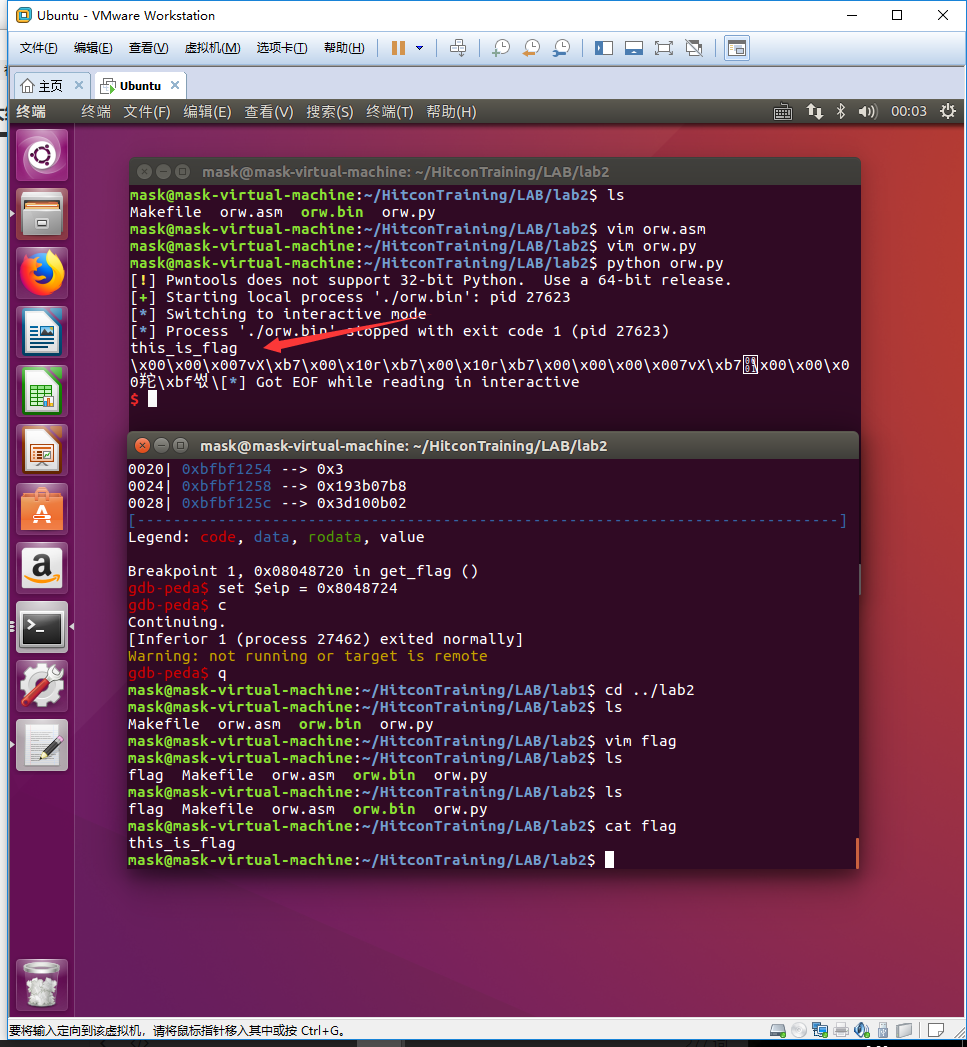 Ubuntu - VMware Workstation
文件(F) 编辑(E) 查看(V) 虚拟机(M) 选项卡(T) 帮助(H)
主页 Ubuntu
终端 终端 文件(F) 编辑(E) 查看(V) 搜索(S) 终端(T) 帮助(H) 00:03
mask@mask-virtual-machine: ~/HitconTraining/LAB/lab2
mask@mask-virtual-machine:~/HitconTraining/LAB/lab2$ ls
Makefile orw.asm orw.bin orw.py
mask@mask-virtual-machine:~/HitconTraining/LAB/lab2$ vim orw.asm
mask@mask-virtual-machine:~/HitconTraining/LAB/lab2$ vim orw.py
mask@mask-virtual-machine:~/HitconTraining/LAB/lab2$ python orw.py
[!] Pwntools does not support 32-bit Python. Use a 64-bit release.
[+] Starting local process './orw.bin': pid 27623
[*] Switching to interactive mode
[*] Process './orw.bin' stopped with exit code 1 (pid 27623)
this_is_flag
\x00\x00\x007vX\xb7\x00\x10r\xb7\x00\x10r\xb7\x00\x00\x00\x007vX\xb7x00\x00\x0
\xbf\[*] Got EOF while reading in interactive
$
mask@mask-virtual-machine: ~/HitconTraining/LAB/lab2
0020| 0xbfbf1254 --> 0x3
0024| 0xbfbf1258 --> 0x193b07b8
0028| 0xbfbf125c --> 0x3d100b02
[------------------------------------------------------------------------------]
Legend: code, data, rodata, value
Breakpoint 1, 0x08048720 in get_flag ()
gdb-peda$ set $eip = 0x8048724
gdb-peda$ c
Continuing.
[Inferior 1 (process 27462) exited normally]
Warning: not running or target is remote
gdb-peda$ q
mask@mask-virtual-machine:~/HitconTraining/LAB/lab1$ cd ../lab2
mask@mask-virtual-machine:~/HitconTraining/LAB/lab2$ ls
Makefile orw.asm orw.bin orw.py
mask@mask-virtual-machine:~/HitconTraining/LAB/lab2$ vim flag
mask@mask-virtual-machine:~/HitconTraining/LAB/lab2$ ls
flag Makefile orw.asm orw.bin orw.py
mask@mask-virtual-machine:~/HitconTraining/LAB/lab2$ ls
flag Makefile orw.asm orw.bin orw.py
mask@mask-virtual-machine:~/HitconTraining/LAB/lab2$ cat flag
this_is_flag
mask@mask-virtual-machine:~/HitconTraining/LAB/lab2$
要将输入定向到该虚拟机，请将鼠标指针移入其中或按 Ctrl+G。